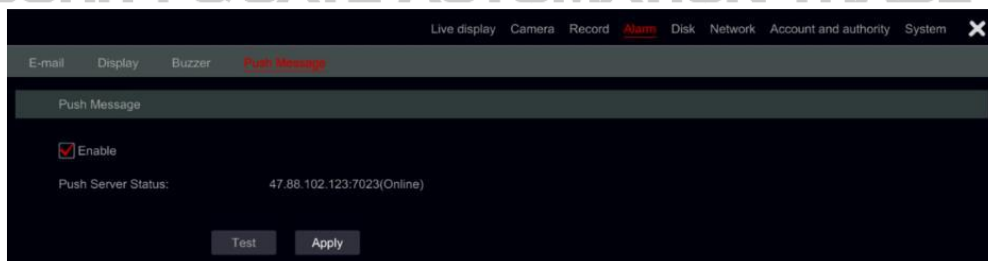 Live display Camera Record Alarm Disk Network Account and authority System
E-mail Display Buzzer Push Message
Push Message
Enable
Push Server Status: 47.88.102.123:7023(Online)
Test Apply